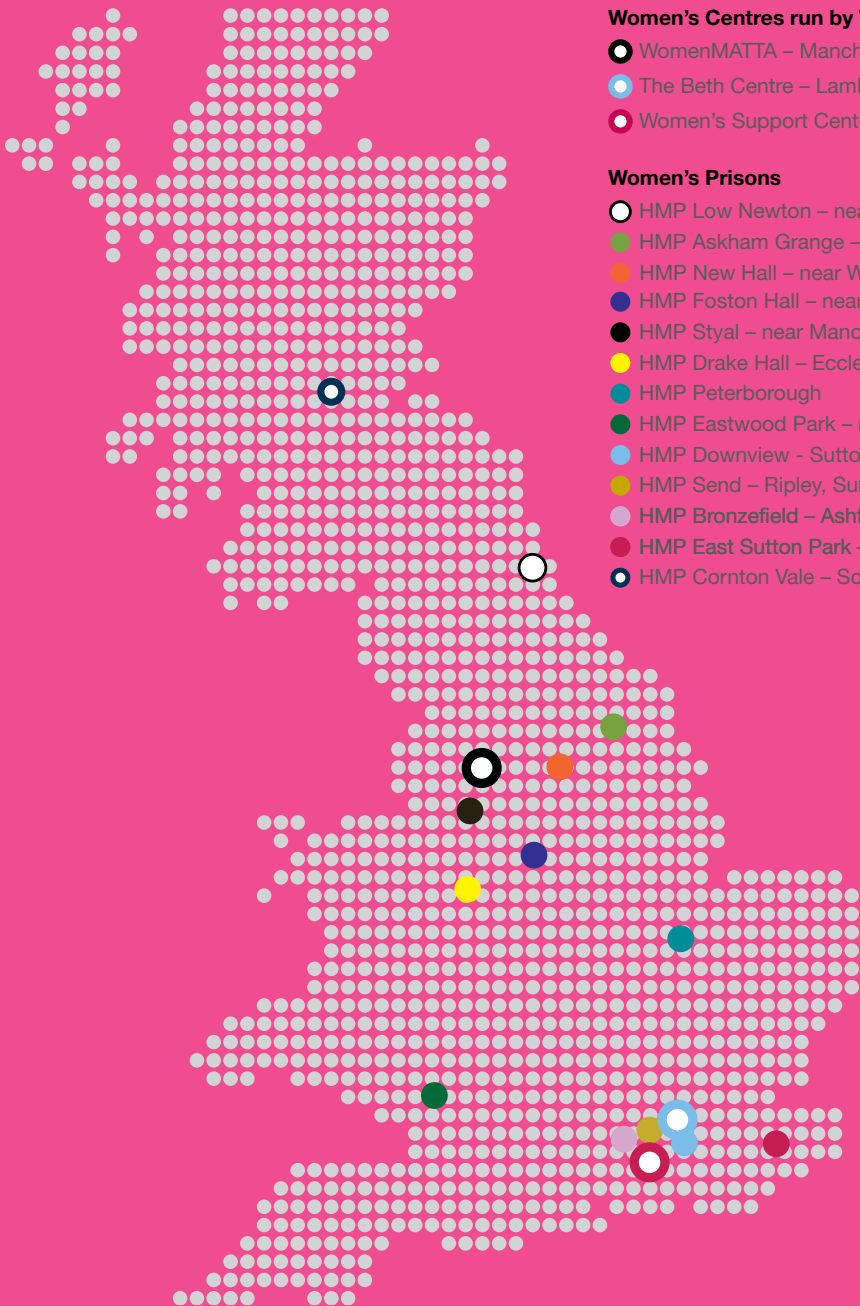 Women's Centres run by
WomenMATTA – Manch
The Beth Centre – Lam
Women's Support Cent
Women's Prisons
HMP Low Newton – nea
HMP Askham Grange –
HMP New Hall – near W
HMP Foston Hall – near
HMP Styal – near Manc
HMP Drake Hall – Eccle
HMP Peterborough
HMP Eastwood Park –
HMP Downview - Sutto
HMP Send – Ripley, Sur
HMP Bronzefield – Ashf
HMP East Sutton Park –
HMP Cornton Vale – Sc